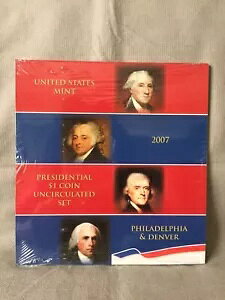 UNITED STATES
MINT
2007
PRESIDENTIAL
$1 COIN
UNCIRCULATED
SET
PHILADELPHIA
& DENVER